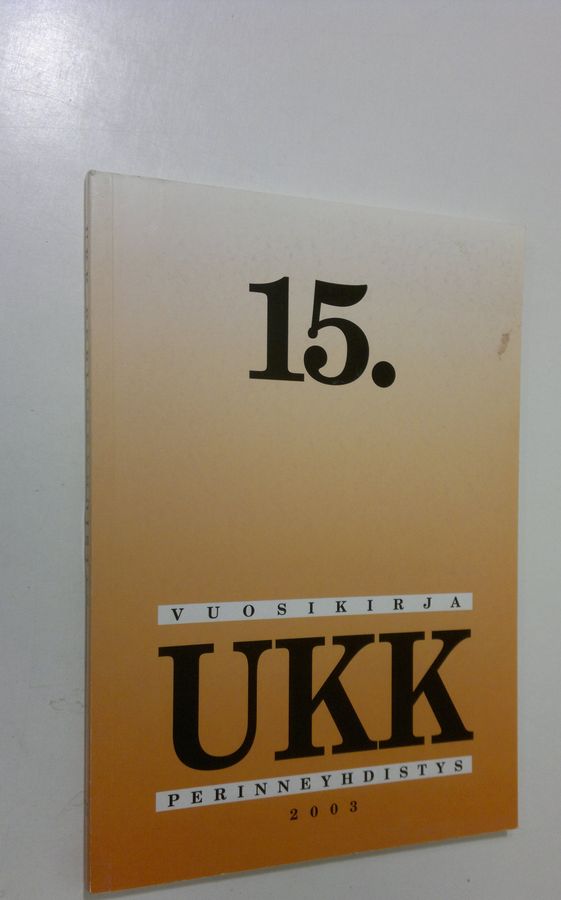 15.
VUOSIKIRJA
UKK
PERINNEYHDISTYS
2003